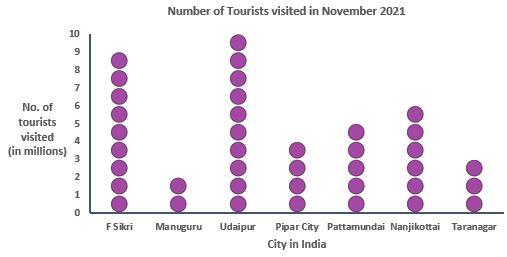 Number of Tourists visited in November 2021
10
9
8
7
6
5
4
3
2
1
0
No. of
tourists
visited
(in millions)
F Sikri Manuguru Udaipur Pipar City Pattamundai Nanjikottai Taranagar
City in India